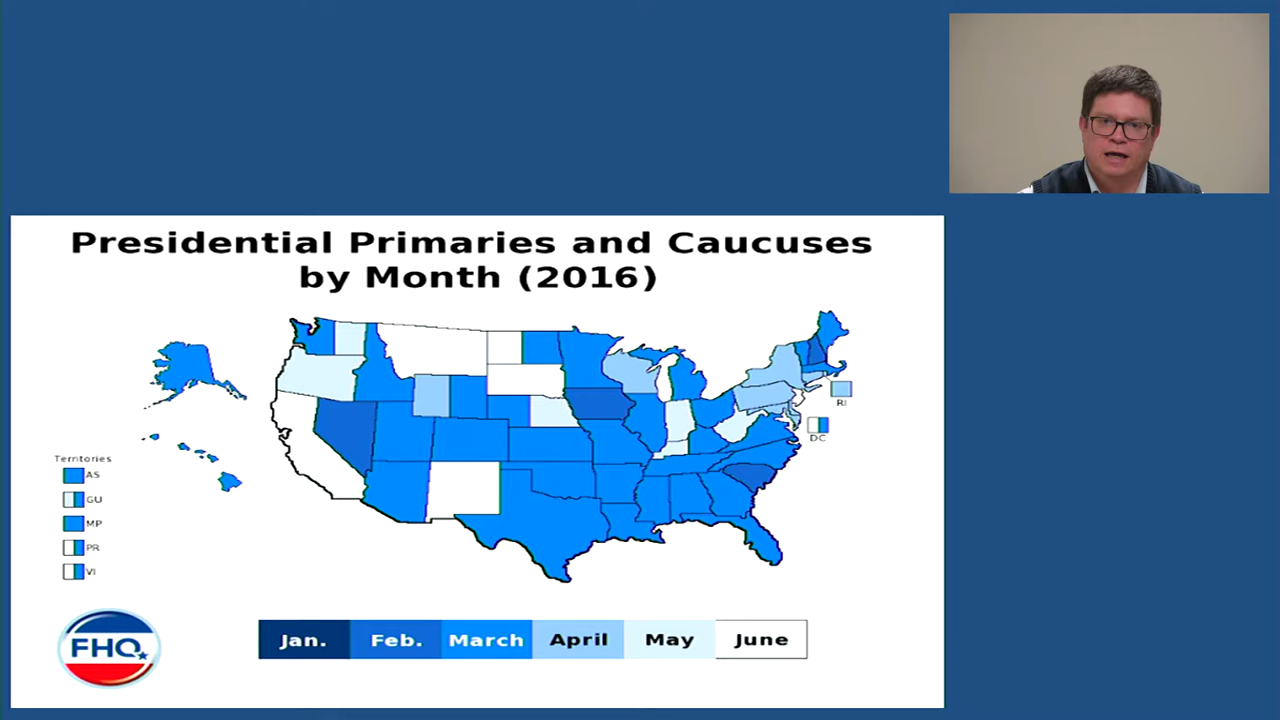 Presidential Primaries and Caucuses
by Month (2016)
RI
DC
Territories
AS
GU
MP
PR
VI
FHQ
Jan. Feb. March April May June